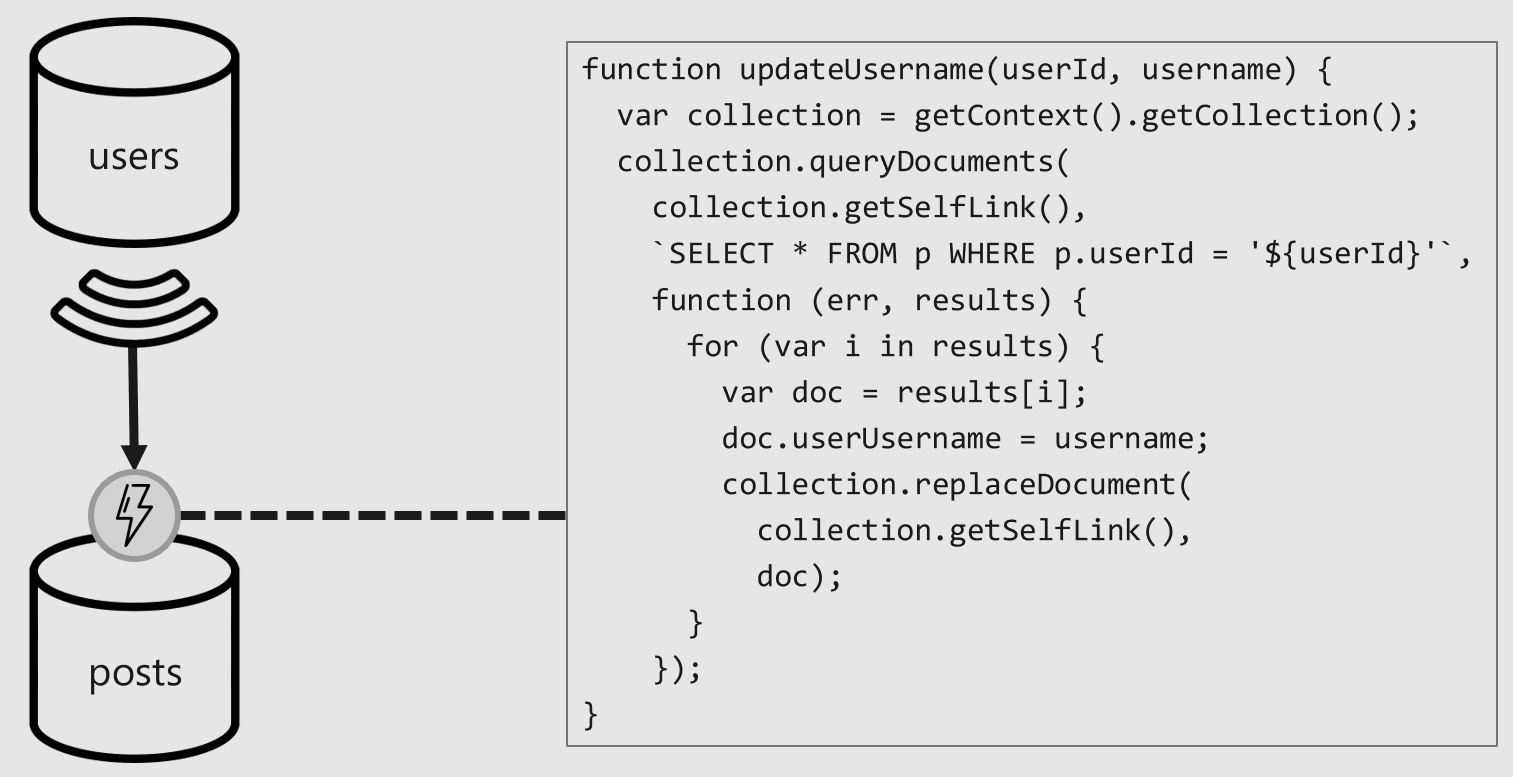 users
posts
function updateUsername(userId, username) {
  var collection = getContext().getCollection();
  collection.queryDocuments(
    collection.getSelfLink(),
    `SELECT * FROM p WHERE p.userId = '${userId}'`,
    function (err, results) {
      for (var i in results) {
        var doc = results[i];
        doc.userUsername = username;
        collection.replaceDocument(
          collection.getSelfLink(),
          doc);
      }
    });
}